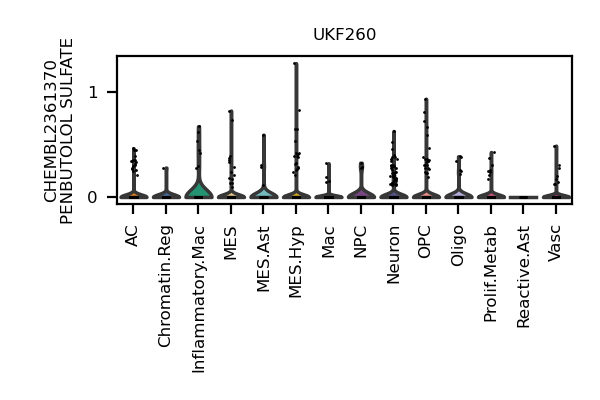 UKF260
CHEMBL2361370
PENBUTOLOL SULFATE
1
0
AC
Chromatin.Reg
Inflammatory.Mac
MES
MES.Ast
MES.Hyp
Mac
NPC
Neuron
OPC
Oligo
Prolif.Metab
Reactive.Ast
Vasc